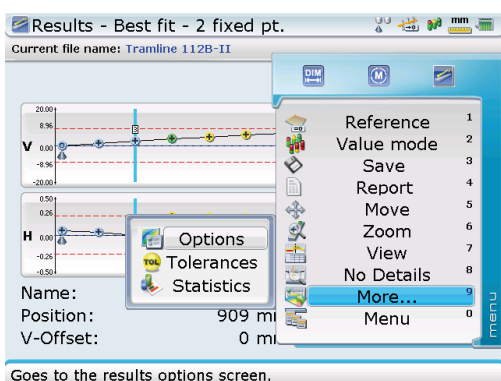 Results - Best fit - 2 fixed pt.
mm
Current file name: Tramline 112B-II
DIM
M
20.00
8.96
V 0.00
-8.96
-20.00
3
0.50
0.26
H 0.00
-0.26
-0.50
Reference 1
Value mode 2
Save 3
Report 4
Move 5
Zoom 6
View 7
No Details 8
More... 9
Menu 0
menu
Options
TOL Tolerances
Statistics
Name:
Position: 909 m
V-Offset: 0 m
Goes to the results options screen.